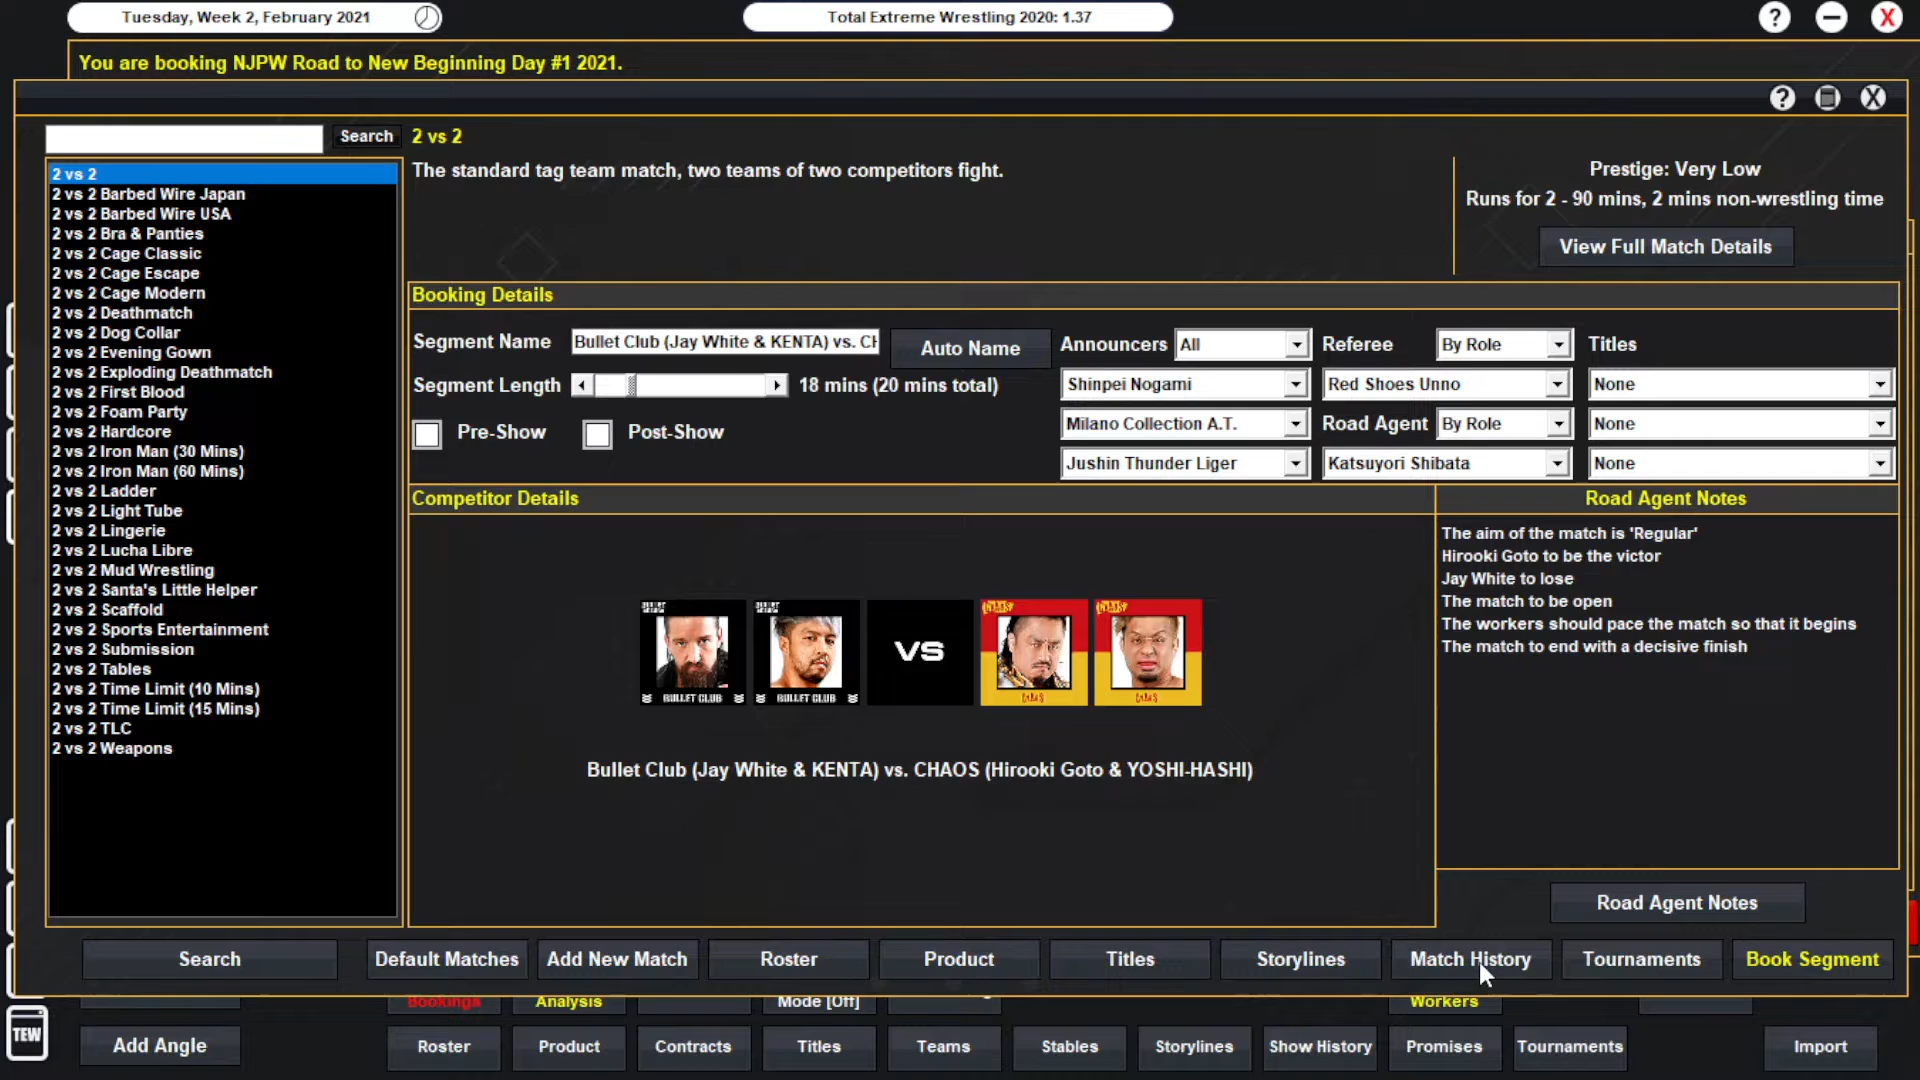 Tuesday, Week 2, February 2021
Total Extreme Wrestling 2020: 1.37
You are booking NJPW Road to New Beginning Day #1 2021.
Search
2 vs 2
2 vs 2
2 vs 2 Barbed Wire Japan
2 vs 2 Barbed Wire USA
2 vs 2 Bra & Panties
2 vs 2 Cage Classic
2 vs 2 Cage Escape
2 vs 2 Cage Modern
2 vs 2 Deathmatch
2 vs 2 Dog Collar
2 vs 2 Evening Gown
2 vs 2 Exploding Deathmatch
2 vs 2 First Blood
2 vs 2 Foam Party
2 vs 2 Hardcore
2 vs 2 Iron Man (30 Mins)
2 vs 2 Iron Man (60 Mins)
2 vs 2 Ladder
2 vs 2 Light Tube
2 vs 2 Lingerie
2 vs 2 Lucha Libre
2 vs 2 Mud Wrestling
2 vs 2 Santa's Little Helper
2 vs 2 Scaffold
2 vs 2 Sports Entertainment
2 vs 2 Submission
2 vs 2 Tables
2 vs 2 Time Limit (10 Mins)
2 vs 2 Time Limit (15 Mins)
2 vs 2 TLC
2 vs 2 Weapons
The standard tag team match, two teams of two competitors fight.
Prestige: Very Low
Runs for 2 - 90 mins, 2 mins non-wrestling time
View Full Match Details
Booking Details
Segment Name Bullet Club (Jay White & KENTA) vs. CH Auto Name
Segment Length 18 mins (20 mins total)
Pre-Show Post-Show
Announcers All
Shinpei Nogami
Milano Collection A.T.
Jushin Thunder Liger
Referee By Role
Red Shoes Unno
Road Agent By Role
Katsuyori Shibata
Titles
None
None
None
Competitor Details
BULLET CLUB
BULLET CLUB
VS
Bullet Club (Jay White & KENTA) vs. CHAOS (Hirooki Goto & YOSHI-HASHI)
Road Agent Notes
The aim of the match is 'Regular'
Hirooki Goto to be the victor
Jay White to lose
The match to be open
The workers should pace the match so that it begins
The match to end with a decisive finish
Road Agent Notes
Search Default Matches Add New Match Roster Product Titles Storylines Match History Tournaments Book Segment
Bookings Analysis Mode [Off] Workers
TEW Add Angle Roster Product Contracts Titles Teams Stables Storylines Show History Promises Tournaments Import